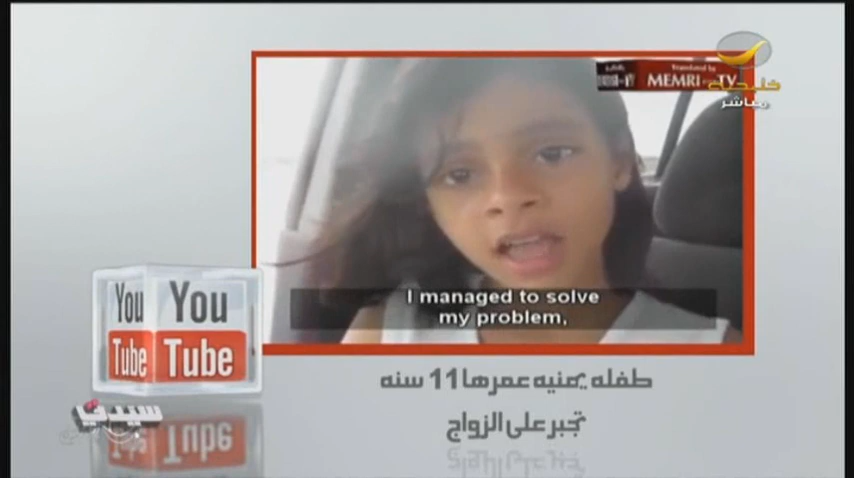 Translated by
MEMRI TV
خليجية
مباشر
I managed to solve
my problem,
You
Tube
You
Tube
سيدتي
طفله يمنيه عمرها 11 سنه
تجبر على الزواج